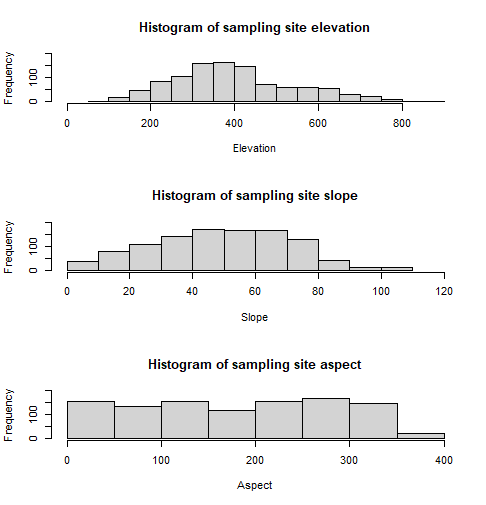 Histogram of sampling site elevation
Frequency
0 100
0 200 400 600 800
Elevation
Histogram of sampling site slope
Frequency
0 100
0 20 40 60 80 100 120
Slope
Histogram of sampling site aspect
Frequency
0 100
0 100 200 300 400
Aspect